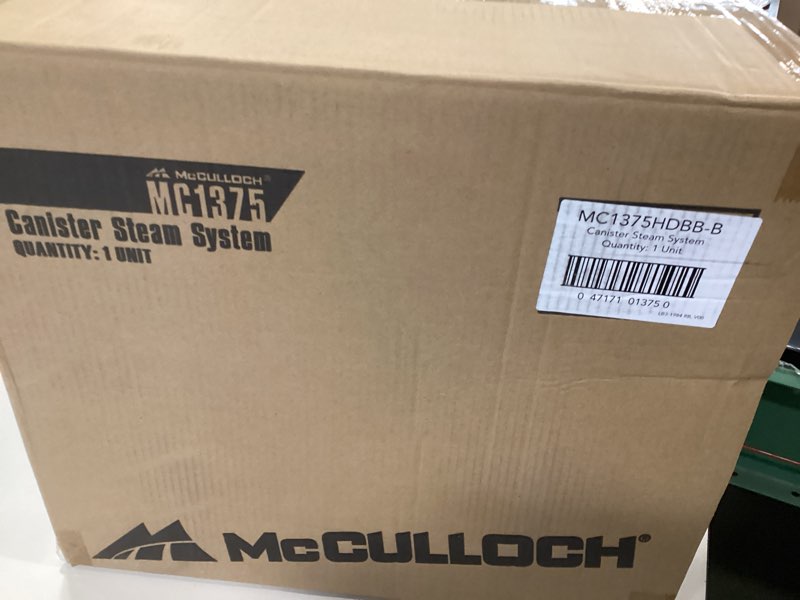 McCULLOCH®
MC1375
Canister Steam System
QUANTITY: 1 UNIT
MC1375HDBB-B
Canister Steam System
Quantity: 1 Unit
0 47171 01375 0
McCULLOCH®